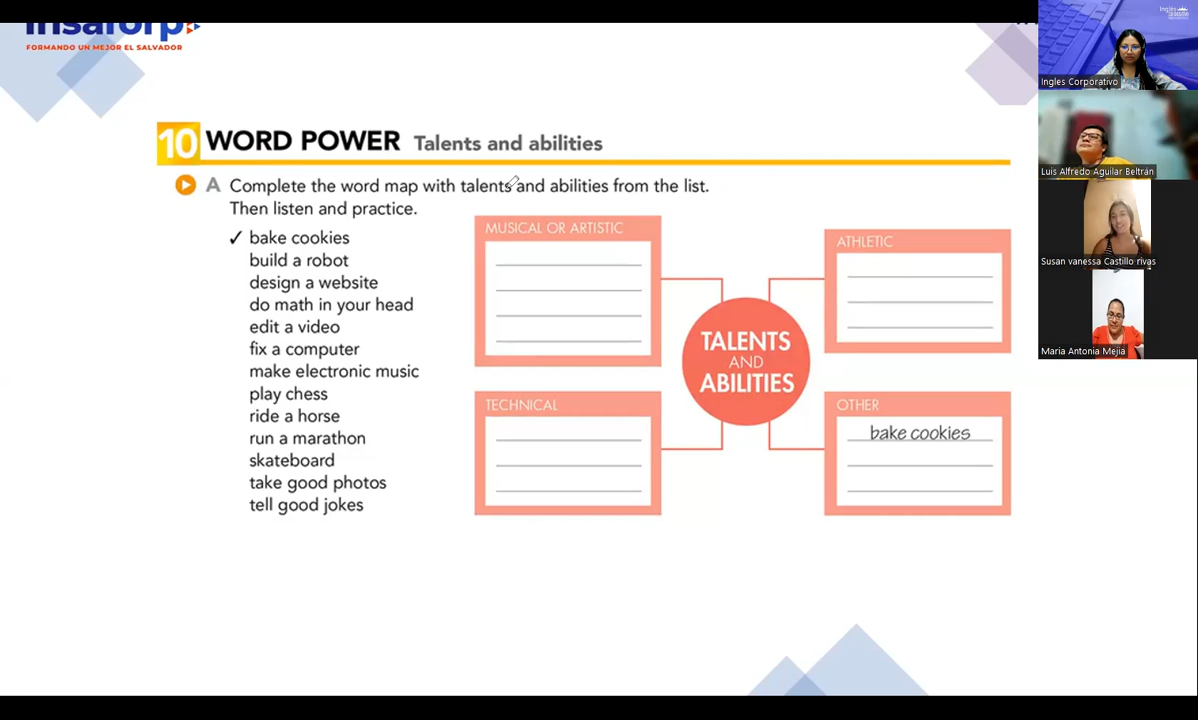 insaforp
FORMANDO UN MEJOR EL SALVADOR
10 WORD POWER Talents and abilities
A Complete the word map with talents and abilities from the list.
Then listen and practice.
✓ bake cookies
build a robot
design a website
do math in your head
edit a video
fix a computer
make electronic music
play chess
ride a horse
run a marathon
skateboard
take good photos
tell good jokes
MUSICAL OR ARTISTIC
ATHLETIC
TALENTS
AND
ABILITIES
TECHNICAL
OTHER
bake cookies
Ingles Corporativo
Luis Alfredo Aguilar Beltrán
Susan vanessa Castillo rivas
Maria Antonia Mejia